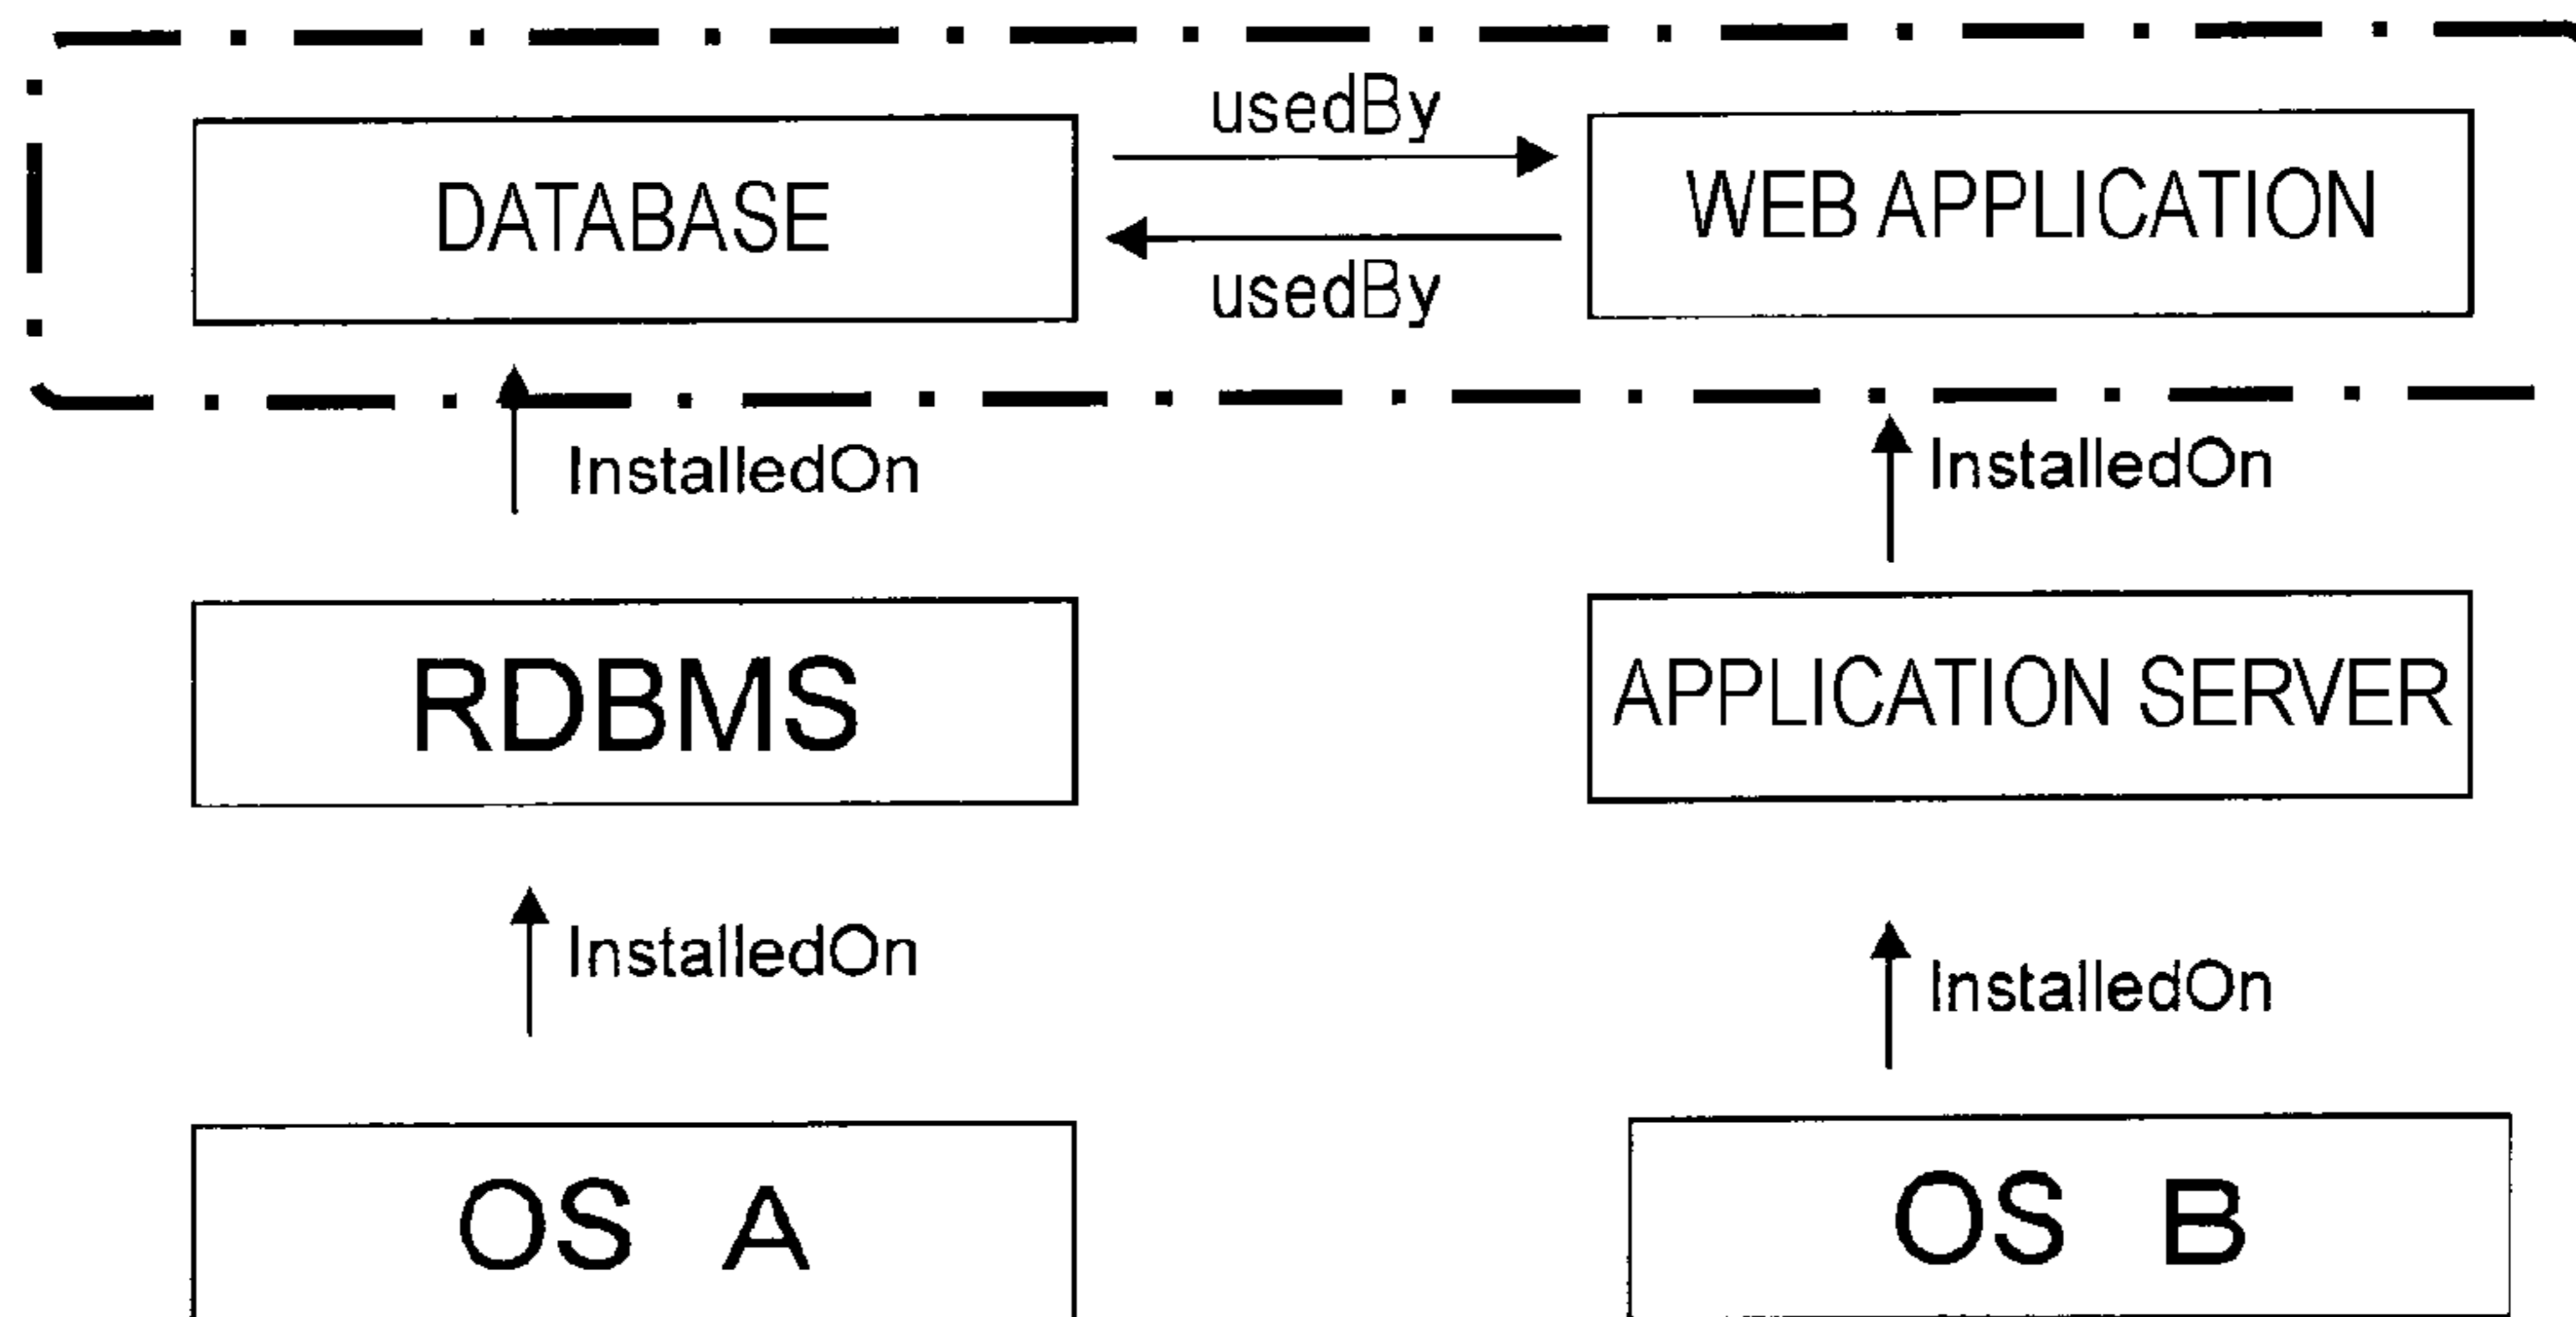 usedBy
DATABASE
WEB APPLICATION
usedBy
InstalledOn
InstalledOn
RDBMS
APPLICATION SERVER
InstalledOn
InstalledOn
OS A
OS B